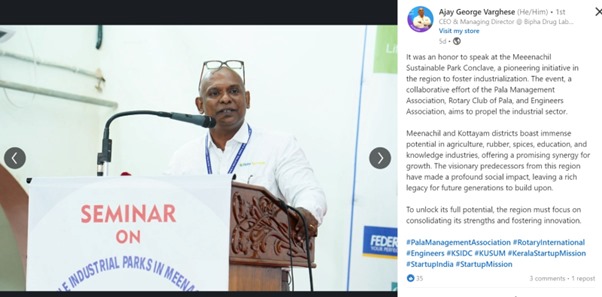 SEMINAR
ON
LE INDUSTRIAL PARKS IN MEENA
FEDER
YOUR PERFE
Ajay George Varghese (He/Him) • 1st
CEO & Managing Director @ Bipha Drug Lab...
Visit my store
5d •
It was an honor to speak at the Meeenachil
Sustainable Park Conclave, a pioneering initiative in
the region to foster industrialization. The event, a
collaborative effort of the Pala Management
Association, Rotary Club of Pala, and Engineers
Association, aims to propel the industrial sector.
Meenachil and Kottayam districts boast immense
potential in agriculture, rubber, spices, education, and
knowledge industries, offering a promising synergy for
growth. The visionary predecessors from this region
have made a profound social impact, leaving a rich
legacy for future generations to build upon.
To unlock its full potential, the region must focus on
consolidating its strengths and fostering innovation.
#PalaManagementAssociation #RotaryInternational
#Engineers #KSIDC #KUSUM #KeralaStartupMission
#StartupIndia #StartupMission
35
3 comments • 1 repost